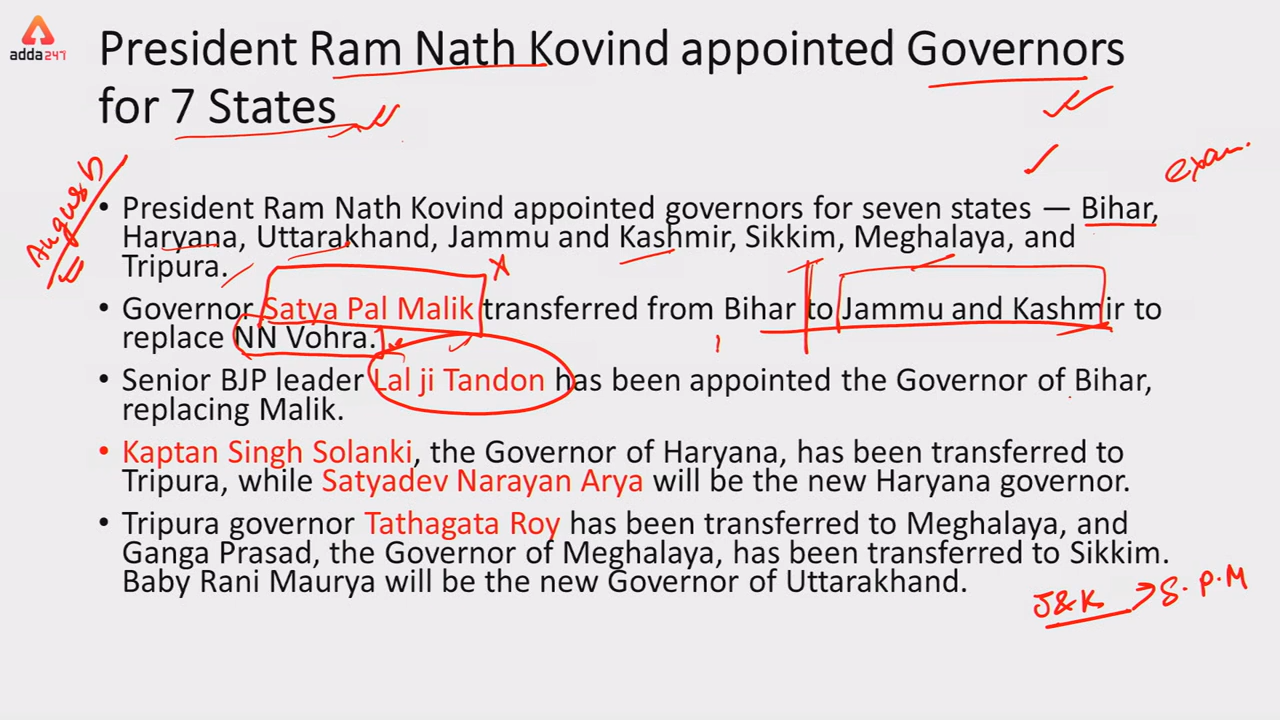 adda247
President Ram Nath Kovind appointed Governors
for 7 States
exam.
August
• President Ram Nath Kovind appointed governors for seven states — Bihar,
Haryana, Uttarakhand, Jammu and Kashmir, Sikkim, Meghalaya, and
Tripura.
• Governor Satya Pal Malik transferred from Bihar to Jammu and Kashmir to
replace NN Vohra.
• Senior BJP leader Lal ji Tandon has been appointed the Governor of Bihar,
replacing Malik.
• Kaptan Singh Solanki, the Governor of Haryana, has been transferred to
Tripura, while Satyadev Narayan Arya will be the new Haryana governor.
• Tripura governor Tathagata Roy has been transferred to Meghalaya, and
Ganga Prasad, the Governor of Meghalaya, has been transferred to Sikkim.
Baby Rani Maurya will be the new Governor of Uttarakhand.
J&K → S.P.M